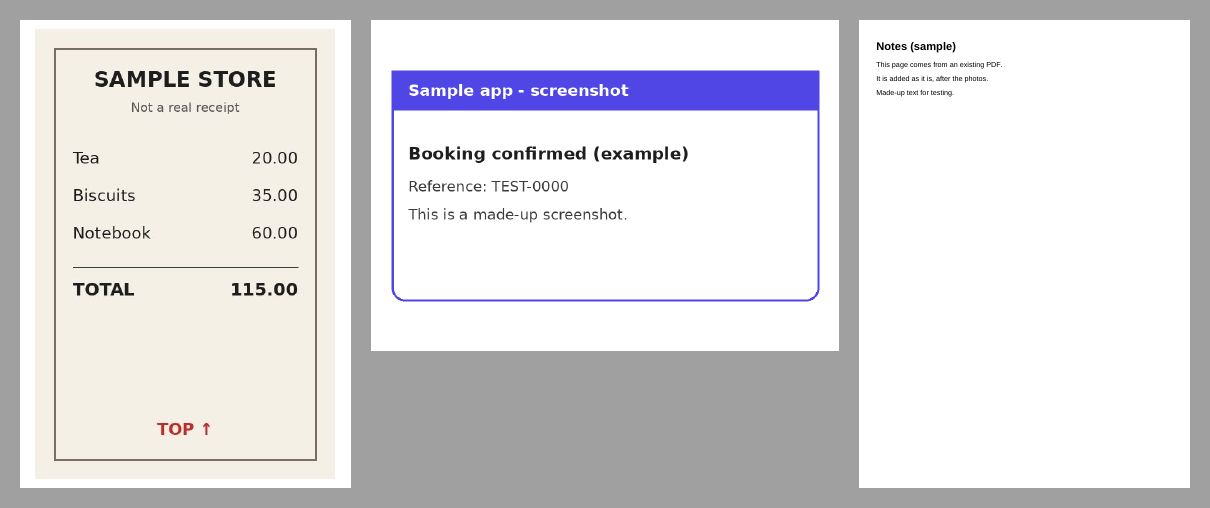 SAMPLE STORE
Not a real receipt
Tea 20.00
Biscuits 35.00
Notebook 60.00
TOTAL 115.00
TOP ↑
Sample app - screenshot
Booking confirmed (example)
Reference: TEST-0000
This is a made-up screenshot.
Notes (sample)
This page comes from an existing PDF.
It is added as it is, after the photos.
Made-up text for testing.